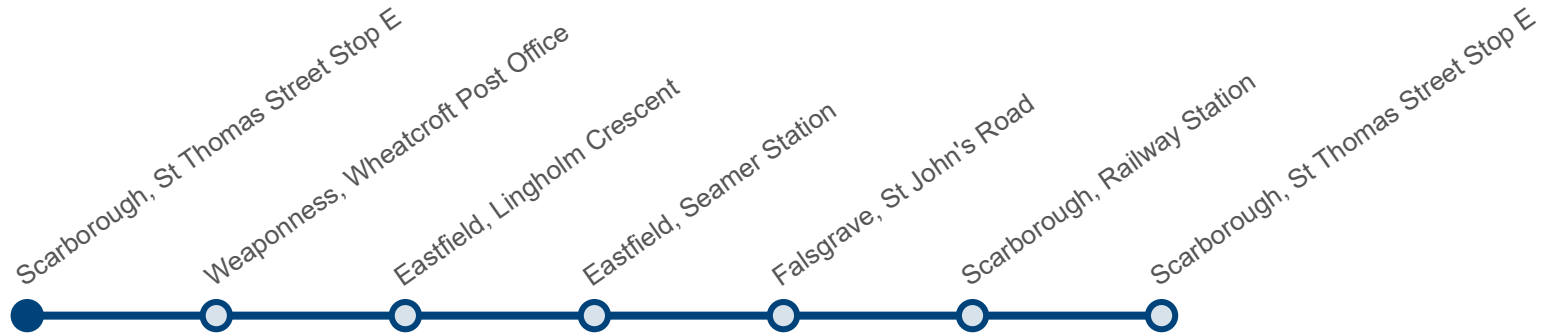 Scarborough, St Thomas Street Stop E
Weaponness, Wheatcroft Post Office
Eastfield, Lingholm Crescent
Eastfield, Seamer Station
Falsgrave, St John's Road
Scarborough, Railway Station
Scarborough, St Thomas Street Stop E